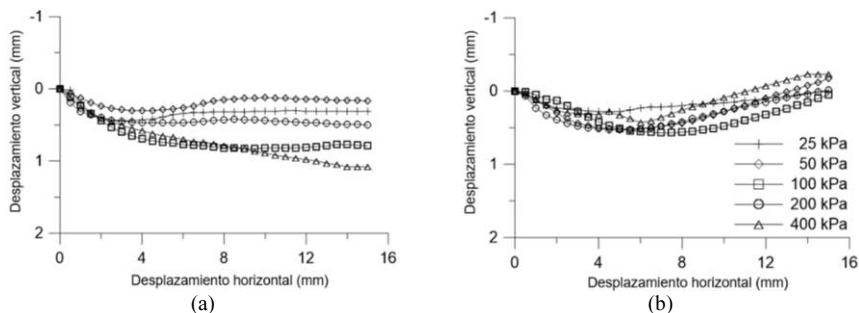 -1
0
1
2
Desplazamiento vertical (mm)
0 4 8 12 16
Desplazamiento horizontal (mm)
(a)
-1
0
1
2
Desplazamiento vertical (mm)
25 kPa
50 kPa
100 kPa
200 kPa
400 kPa
0 4 8 12 16
Desplazamiento horizontal (mm)
(b)